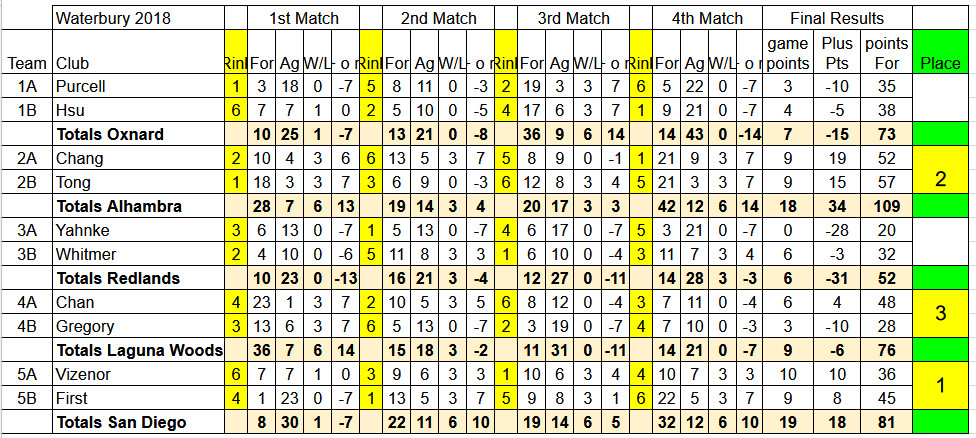 Waterbury 2018 1st Match 2nd Match 3rd Match 4th Match Final Results
game Plus points
Team Club Rink For Ag W/L - o r Rink For Ag W/L - o r Rink For Ag W/L - o r Rink For Ag W/L - o r points Pts For Place
1A Purcell 1 3 18 0 -7 5 8 11 0 -3 2 19 3 3 7 6 5 22 0 -7 3 -10 35
1B Hsu 6 7 7 1 0 2 5 10 0 -5 4 17 6 3 7 1 9 21 0 -7 4 -5 38
Totals Oxnard 10 25 1 -7 13 21 0 -8 36 9 6 14 14 43 0 -14 7 -15 73
2A Chang 2 10 4 3 6 6 13 5 3 7 5 8 9 0 -1 1 21 9 3 7 9 19 52
2
2B Tong 1 18 3 3 7 3 6 9 0 -3 6 12 8 3 4 5 21 3 3 7 9 15 57
Totals Alhambra 28 7 6 13 19 14 3 4 20 17 3 3 42 12 6 14 18 34 109
3A Yahnke 3 6 13 0 -7 1 5 13 0 -7 4 6 17 0 -7 5 3 21 0 -7 0 -28 20
3B Whitmer 2 4 10 0 -6 5 11 8 3 3 1 6 10 0 -4 3 11 7 3 4 6 -3 32
Totals Redlands 10 23 0 -13 16 21 3 -4 12 27 0 -11 14 28 3 -3 6 -31 52
4A Chan 4 23 1 3 7 2 10 5 3 5 6 8 12 0 -4 3 7 11 0 -4 6 4 48
3
4B Gregory 3 13 6 3 7 6 5 13 0 -7 2 3 19 0 -7 4 7 10 0 -3 3 -10 28
Totals Laguna Woods 36 7 6 14 15 18 3 -2 11 31 0 -11 14 21 0 -7 9 -6 76
5A Vizenor 6 7 7 1 0 3 9 6 3 3 1 10 6 3 4 4 10 7 3 3 10 10 36
1
5B First 4 1 23 0 -7 1 13 5 3 7 5 9 8 3 1 6 22 5 3 7 9 8 45
Totals San Diego 8 30 1 -7 22 11 6 10 19 14 6 5 32 12 6 10 19 18 81